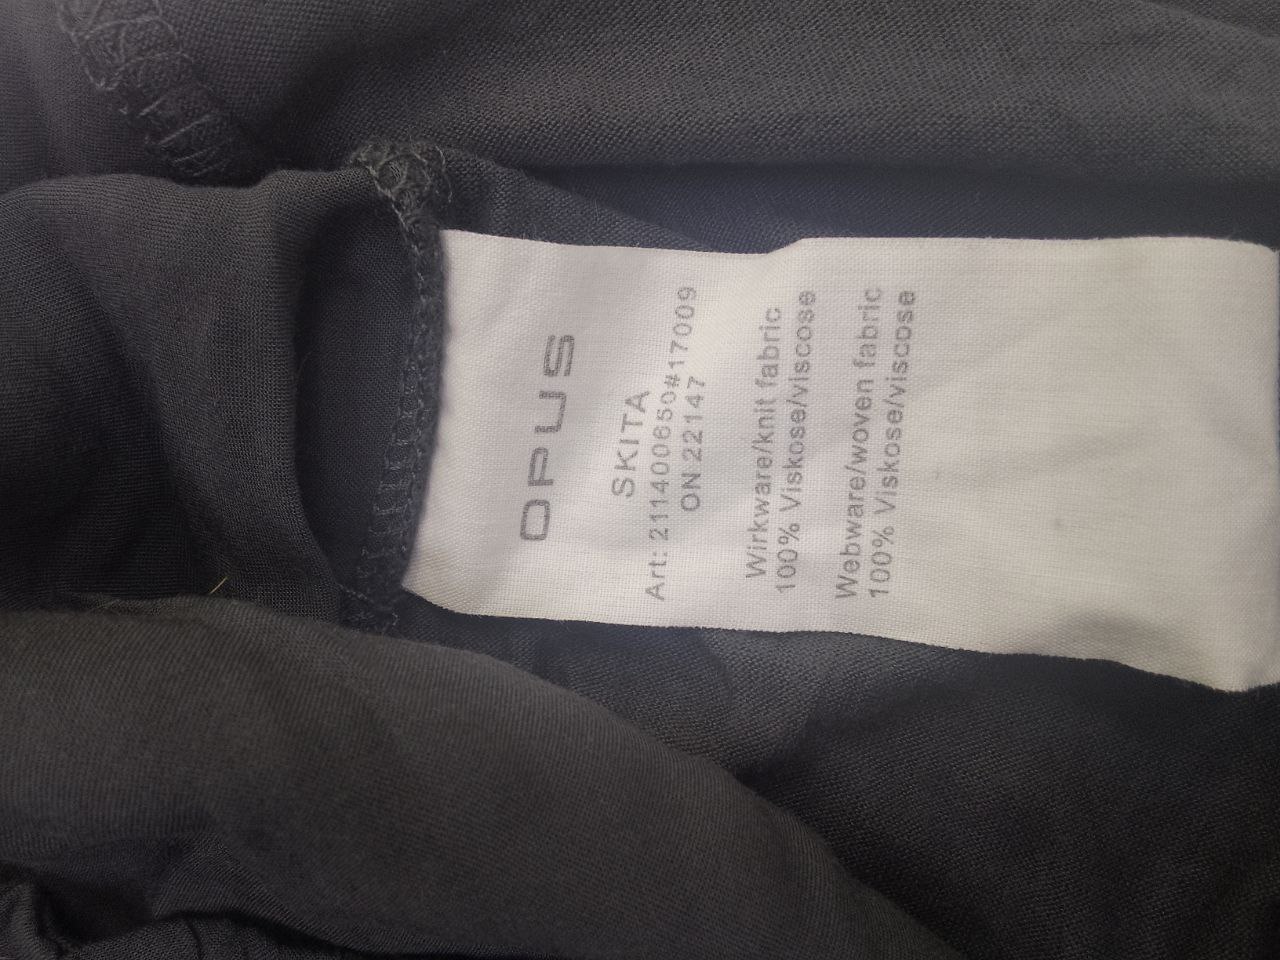 OPUS
SKITA
Art: 211400650#17009
ON 22147
Wirkware/knit fabric
100% Viskose/viscose
Webware/woven fabric
100% Viskose/viscose